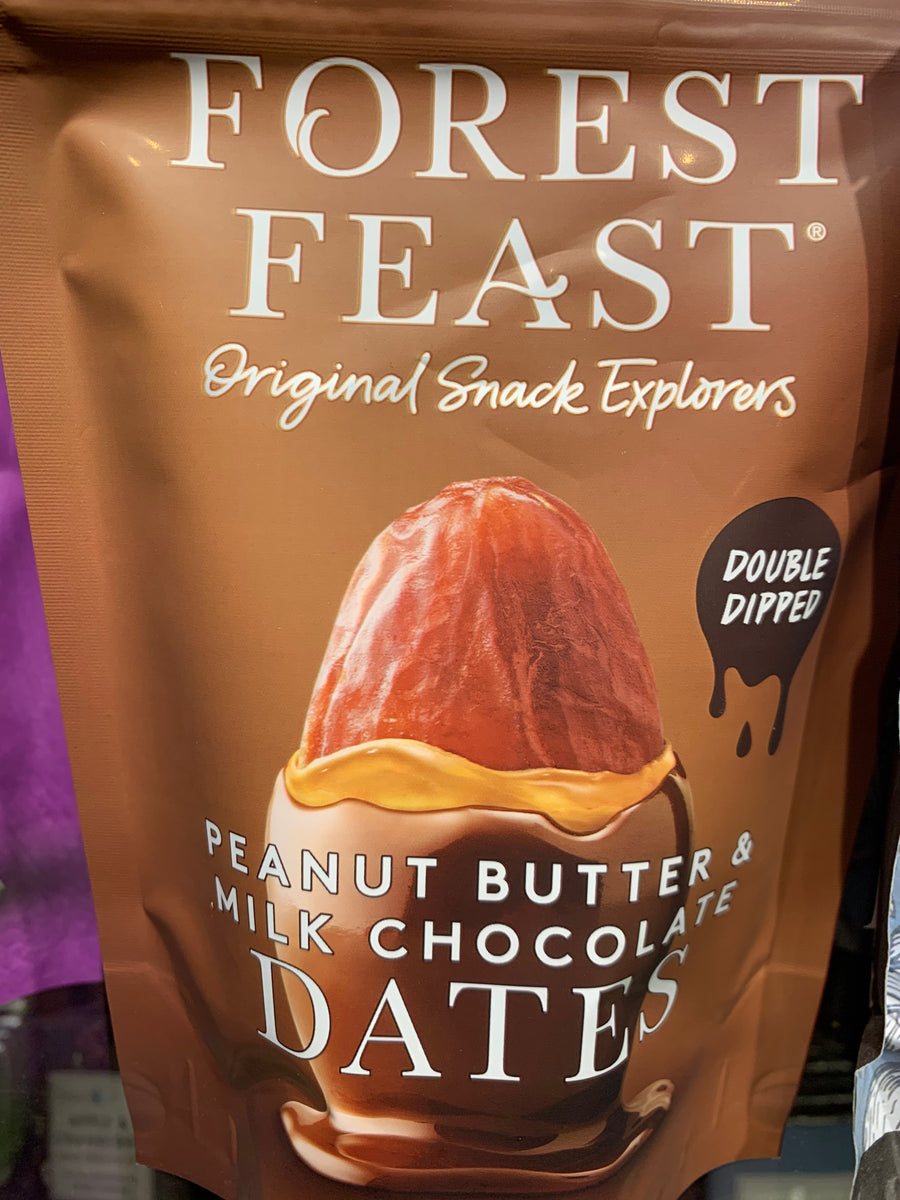 FOREST
FEAST®
Original Snack Explorers
DOUBLE
DIPPED
PEANUT BUTTER &
MILK CHOCOLATE
DATES